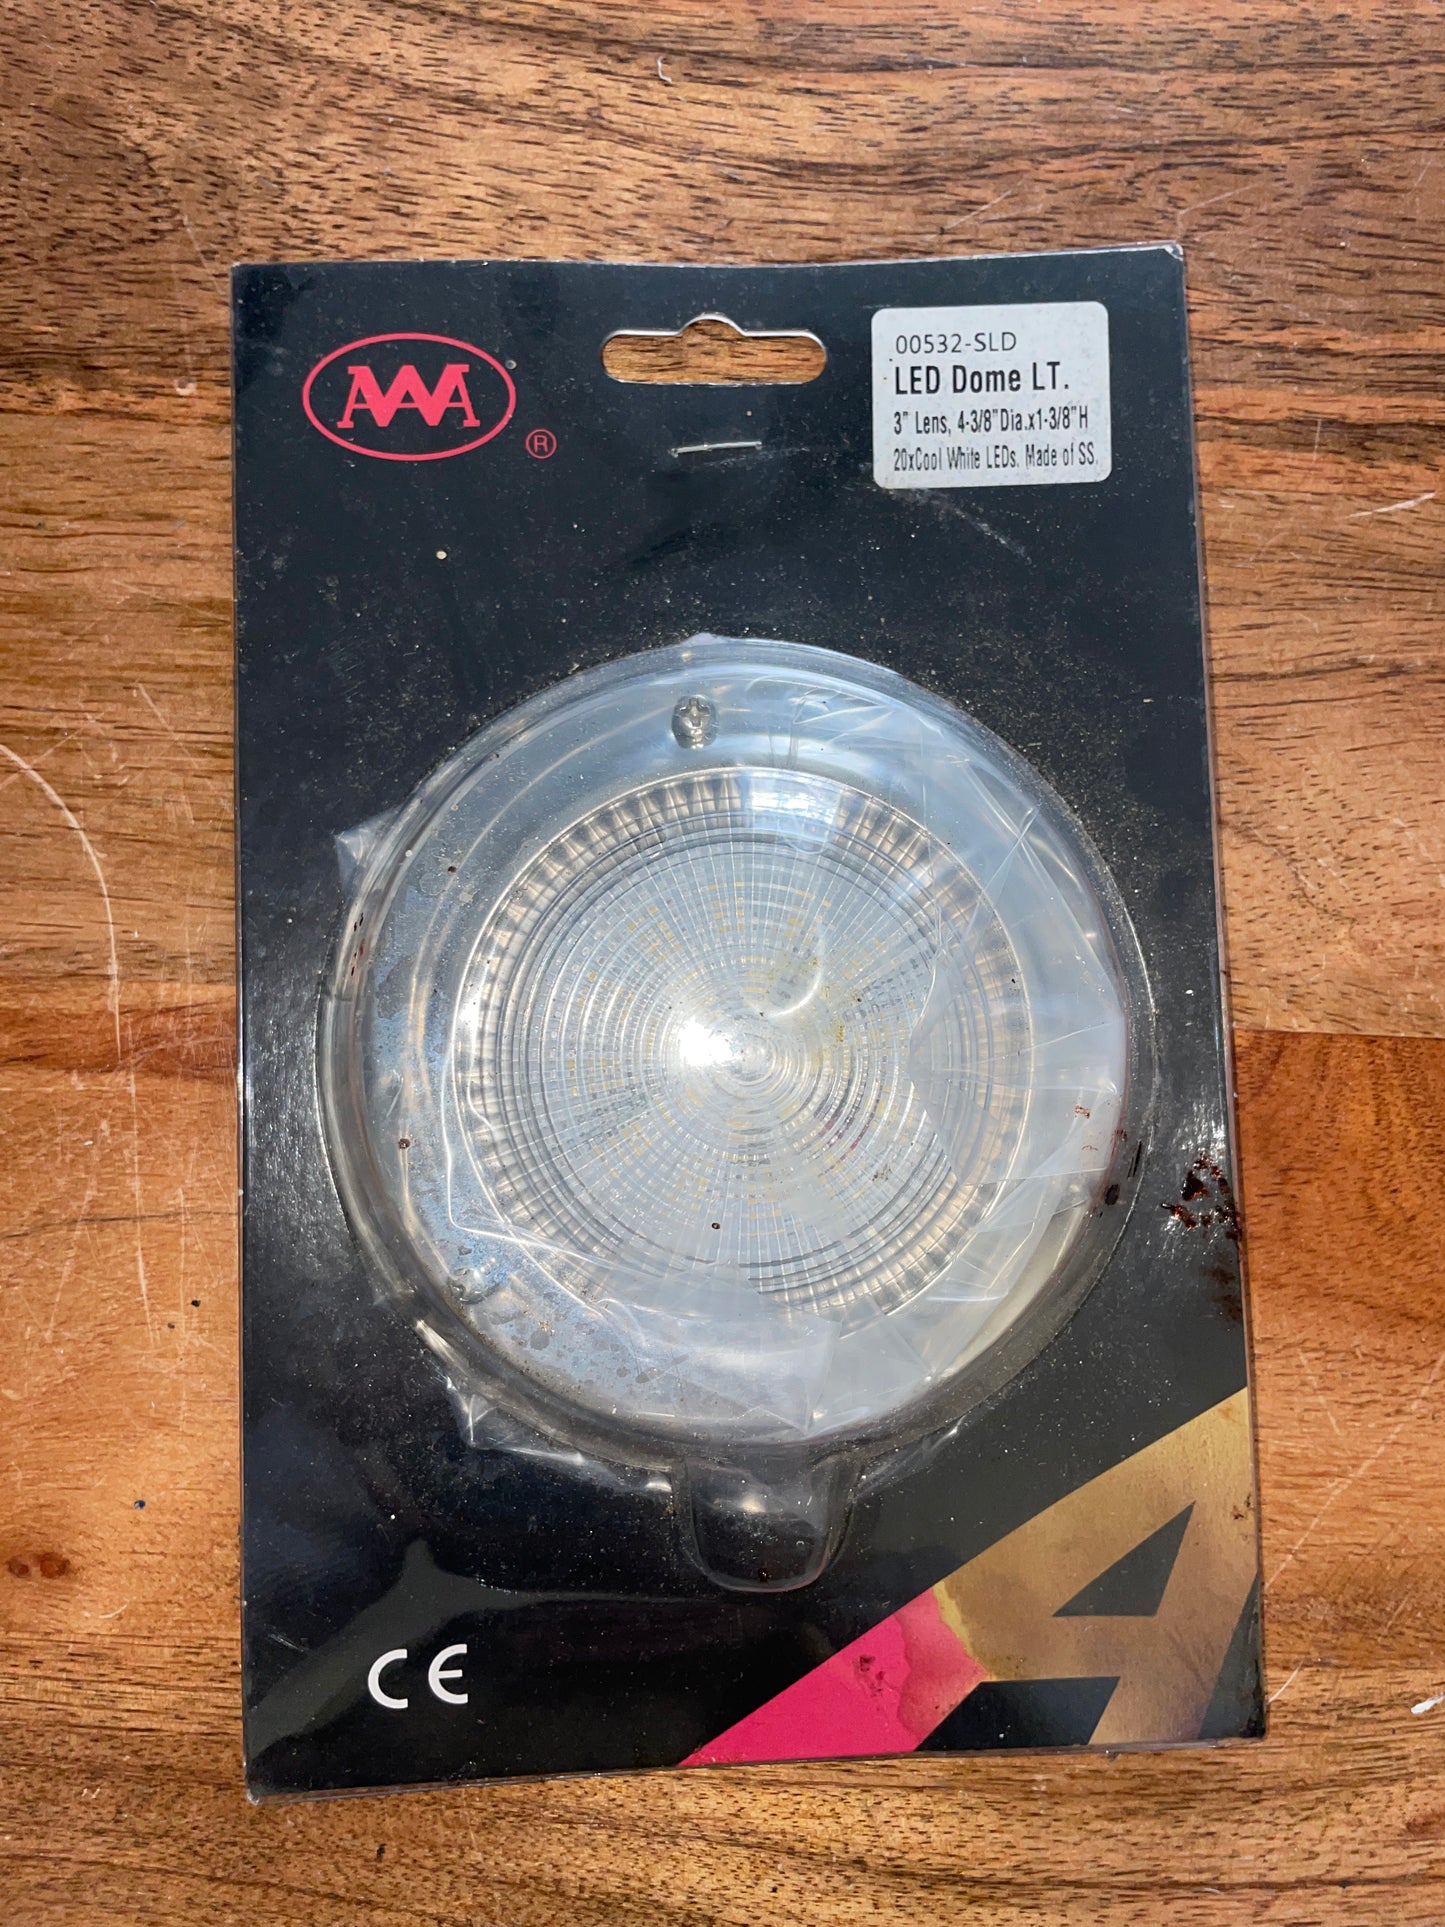 AAA
®
00532-SLD
LED Dome LT.
3" Lens, 4-3/8"Dia.x1-3/8"H
20xCool White LEDs. Made of SS.
CE
A